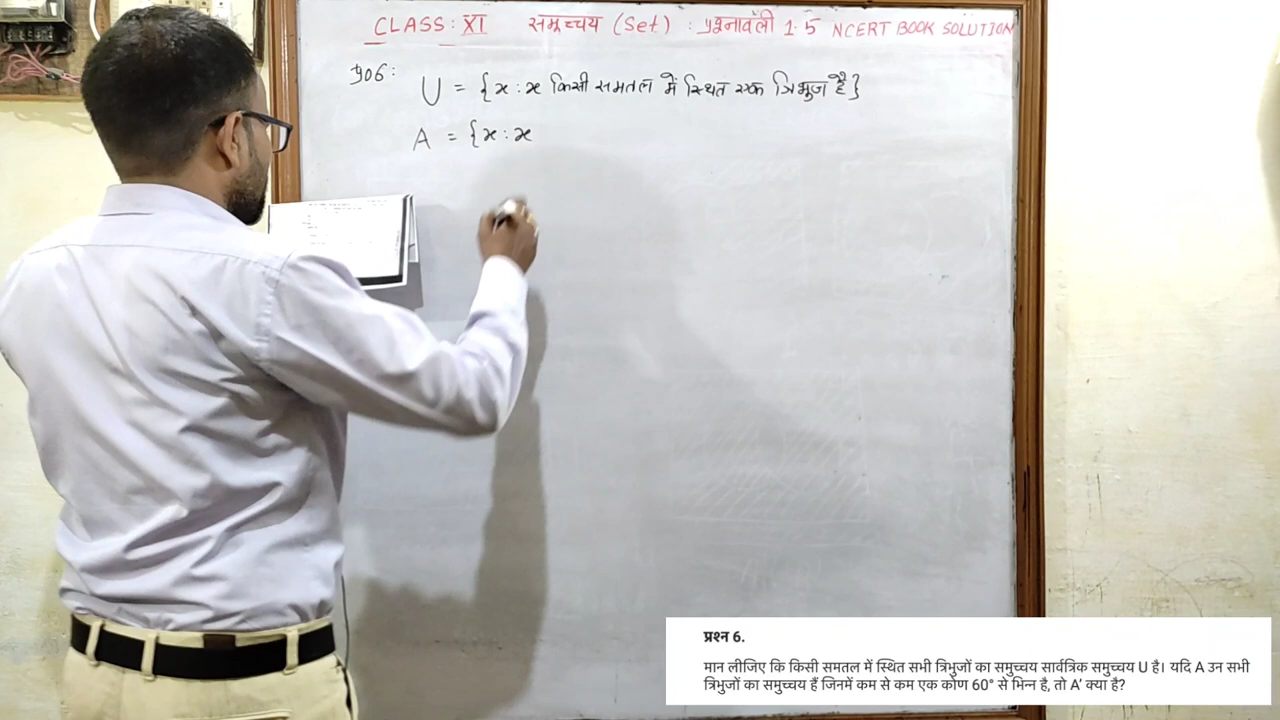 CLASS: XI समूच्चय (Set) : प्रश्नावली 1.5 NCERT BOOK SOLUTION
प्र06: U = {x : x किसी समतल में स्थित एक त्रिभुज है}
A = {x : x
प्रश्न 6.
मान लीजिए कि किसी समतल में स्थित सभी त्रिभुजों का समुच्चय सार्वत्रिक समुच्चय U है। यदि A उन सभी
त्रिभुजों का समुच्चय हैं जिनमें कम से कम एक कोण 60° से भिन्न है, तो A’ क्या है?